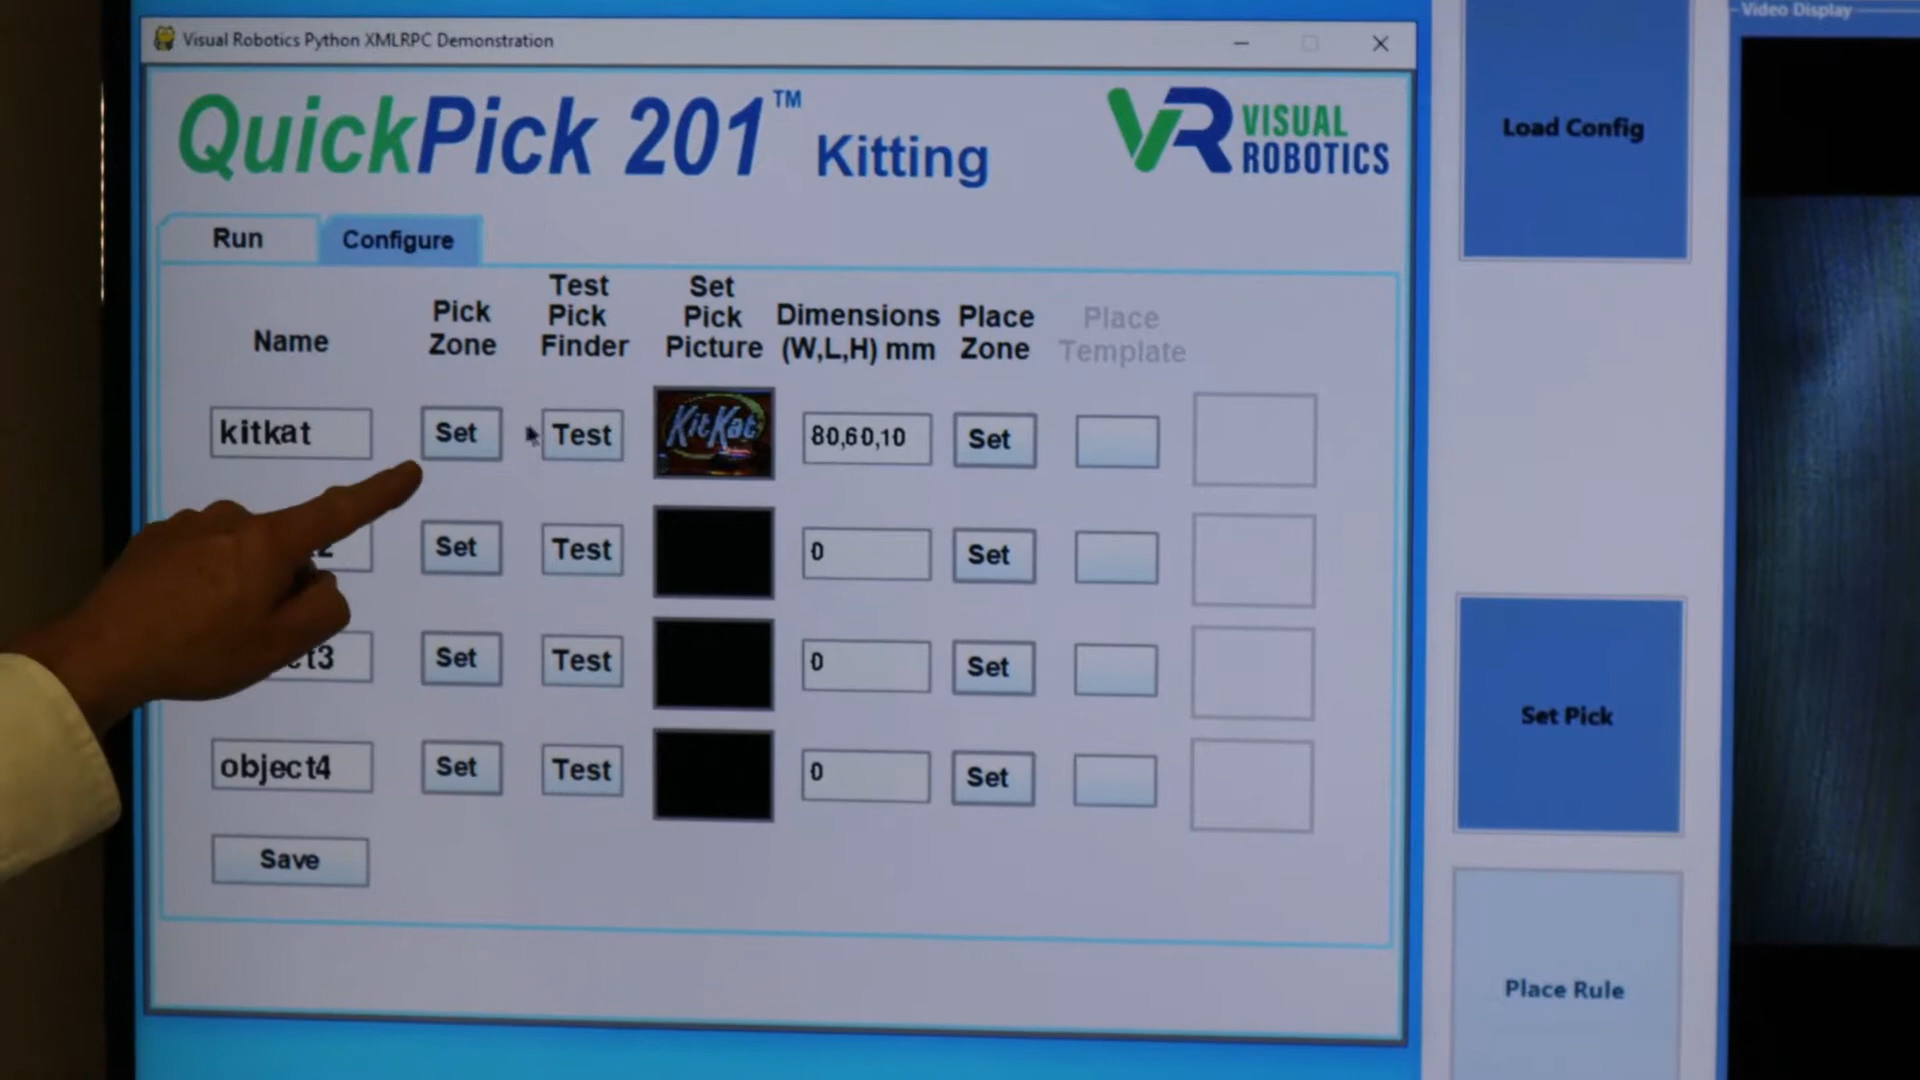 Visual Robotics Python XMLRPC Demonstration
QuickPick 201™ Kitting
VR VISUAL ROBOTICS
Run
Configure
Name
Pick Zone
Test Pick Finder
Set Pick Picture
Dimensions (W,L,H) mm
Place Zone
Place Template
kitkat
Set
Test
KitKat
80,60,10
Set
Set
Test
0
Set
Set
Test
0
Set
object4
Set
Test
0
Set
Save
Load Config
Set Pick
Place Rule
Video Display